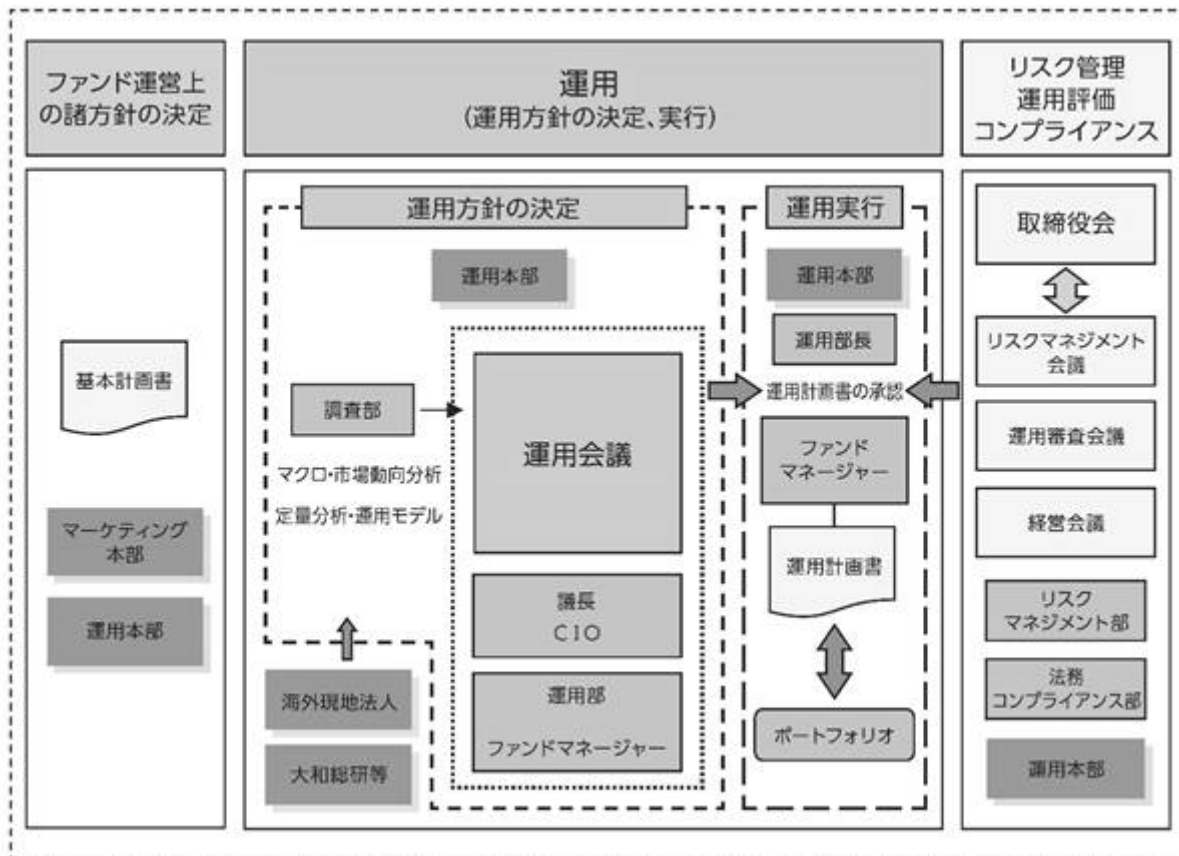 ファンド運営上
の諸方針の決定
運用
(運用方針の決定、実行)
リスク管理
運用評価
コンプライアンス
基本計画書
マーケティング
本部
運用本部
運用方針の決定
運用本部
調査部
マクロ・市場動向分析
定量分析・運用モデル
運用会議
議長
CIO
運用部
ファンドマネージャー
海外現地法人
大和総研等
運用実行
運用本部
運用部長
運用計画書の承認
ファンド
マネージャー
運用計画書
ポートフォリオ
取締役会
リスクマネジメント
会議
運用審査会議
経営会議
リスク
マネジメント部
法務
コンプライアンス部
運用本部